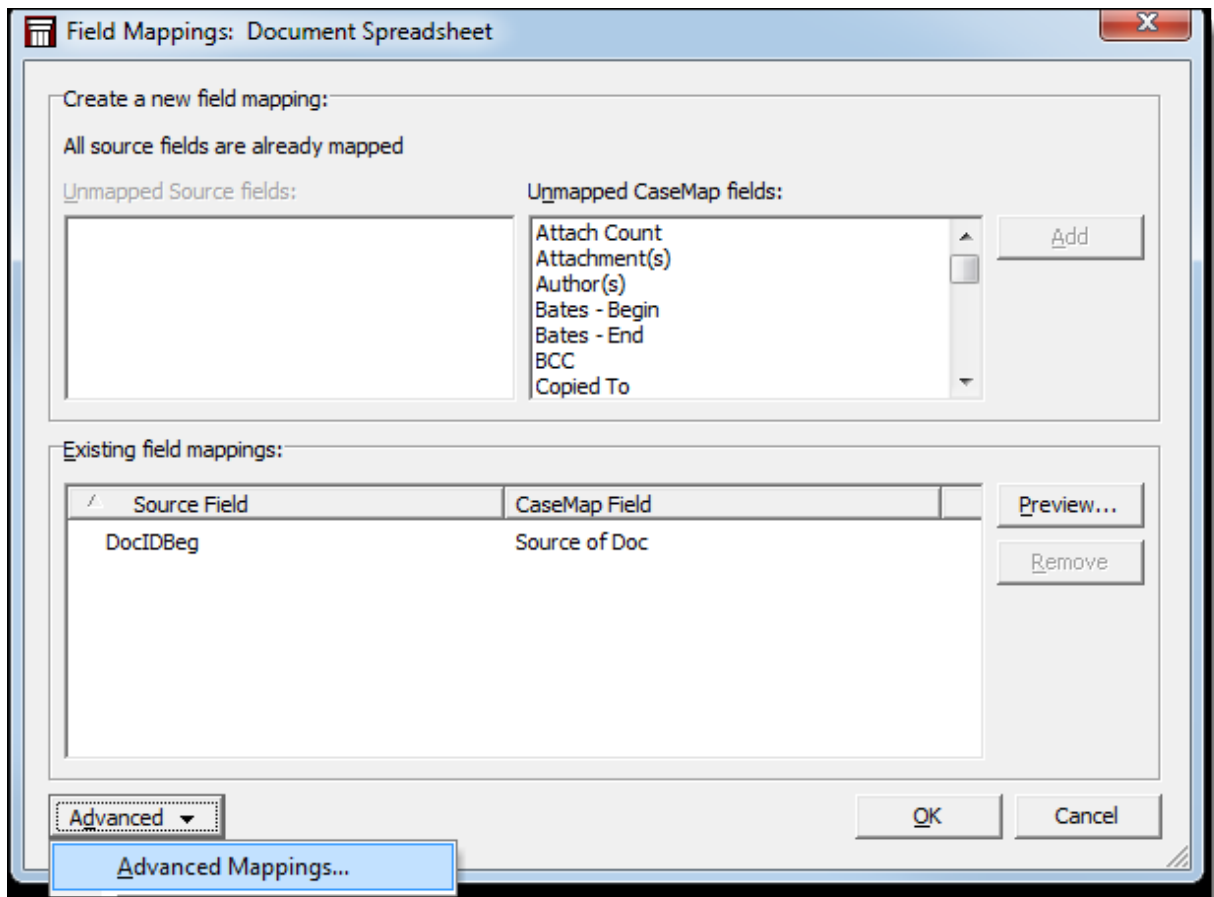 Field Mappings: Document Spreadsheet
X
Create a new field mapping:
All source fields are already mapped
Unmapped Source fields:
Unmapped CaseMap fields:
Attach Count
Attachment(s)
Author(s)
Bates - Begin
Bates - End
BCC
Copied To
Add
Existing field mappings:
Source Field CaseMap Field
DocIDBeg Source of Doc
Preview...
Remove
Advanced
OK
Cancel
Advanced Mappings...